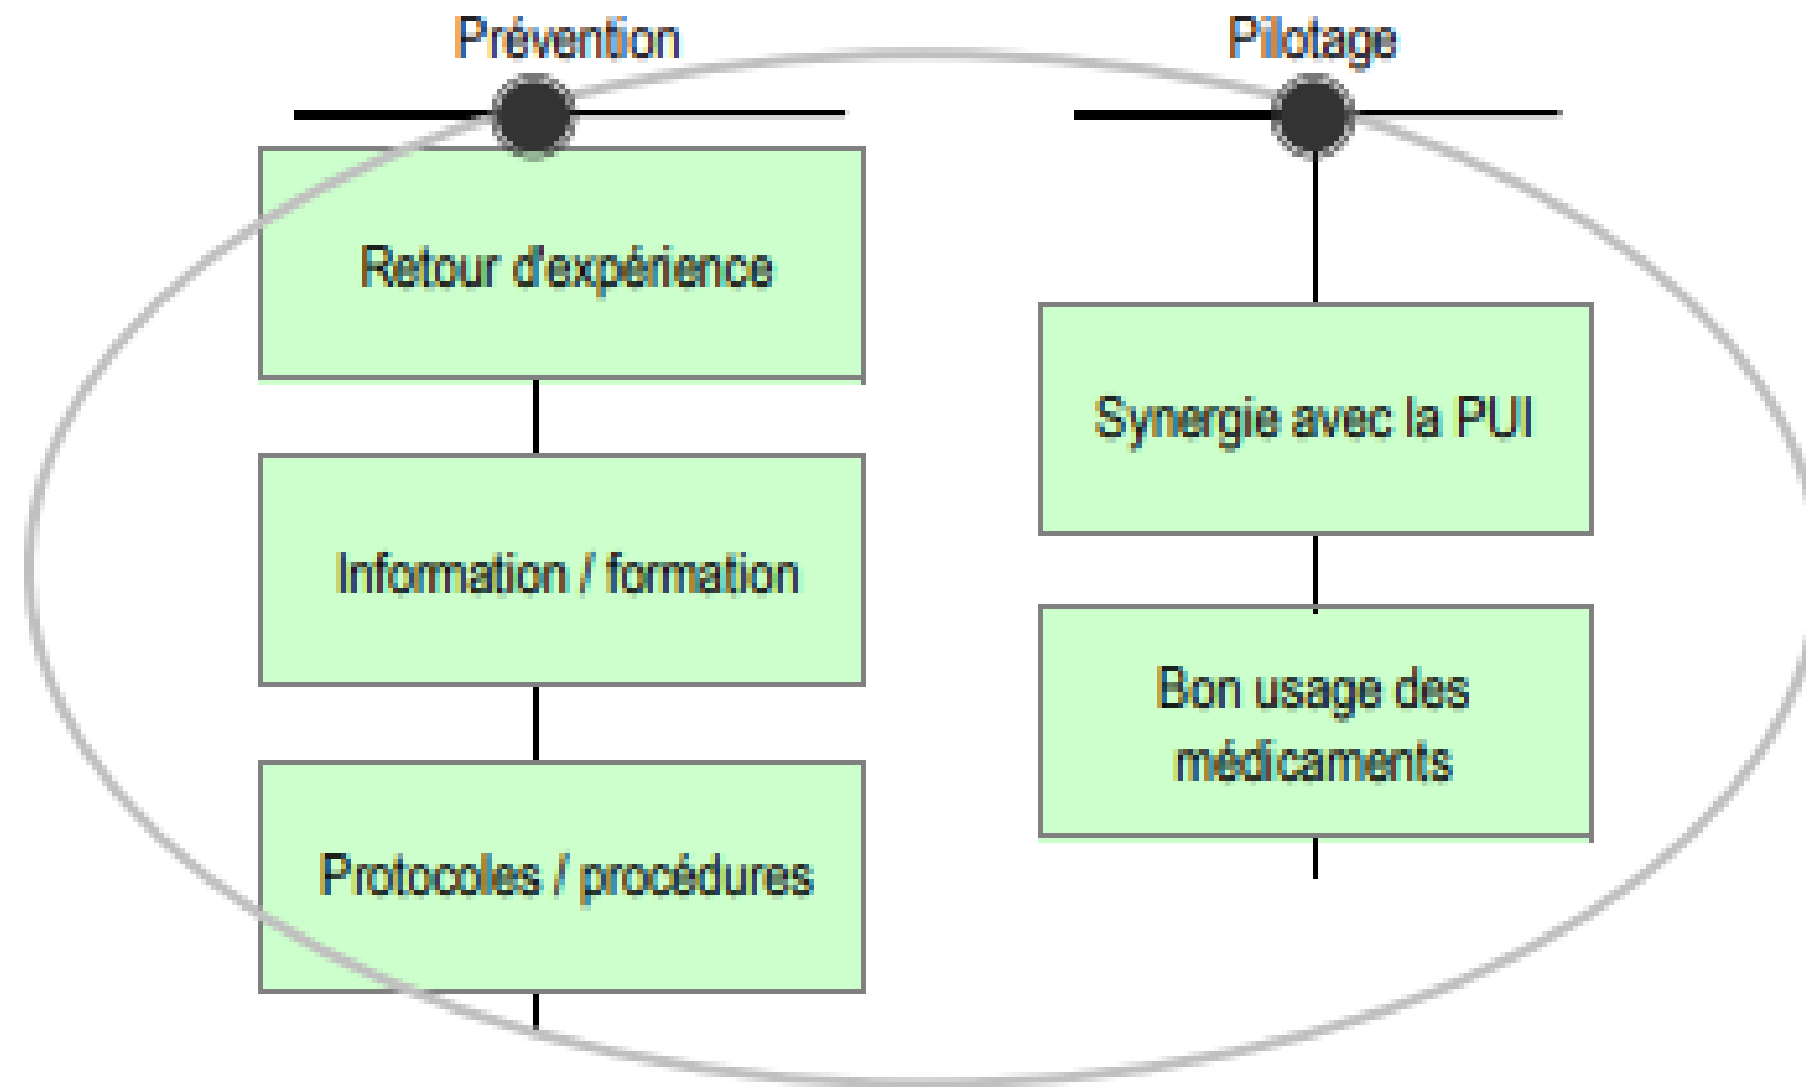 Prévention
Pilotage
Retour d'expérience
Synergie avec la PUI
Information / formation
Bon usage des
médicaments
Protocoles / procédures